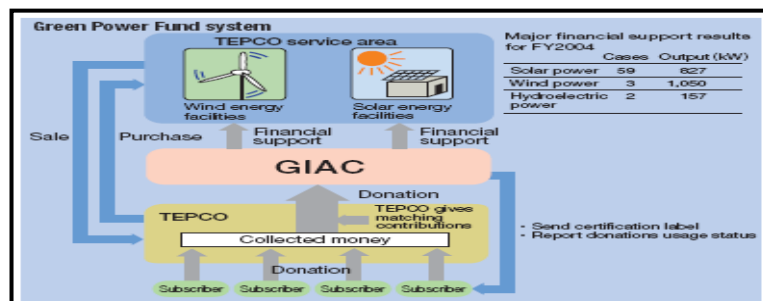 Green Power Fund system
TEPCO service area
Wind energy
facilities
Solar energy
facilities
Major financial support results
for FY2004
Cases Output (kW)
Solar power 59 827
Wind power 3 1,050
Hydroelectric 2 157
power
Sale
Purchase
Financial
support
Financial
support
GIAC
Donation
TEPCO
TEPCO gives
matching
contributions
Collected money
Donation
Subscriber Subscriber Subscriber Subscriber
· Send certification label
· Report donations usage status